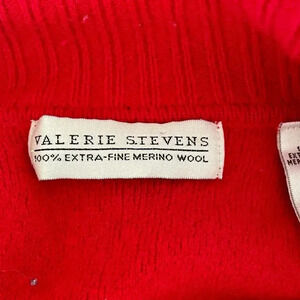 VALERIE STEVENS
100% EXTRA-FINE MERINO WOOL